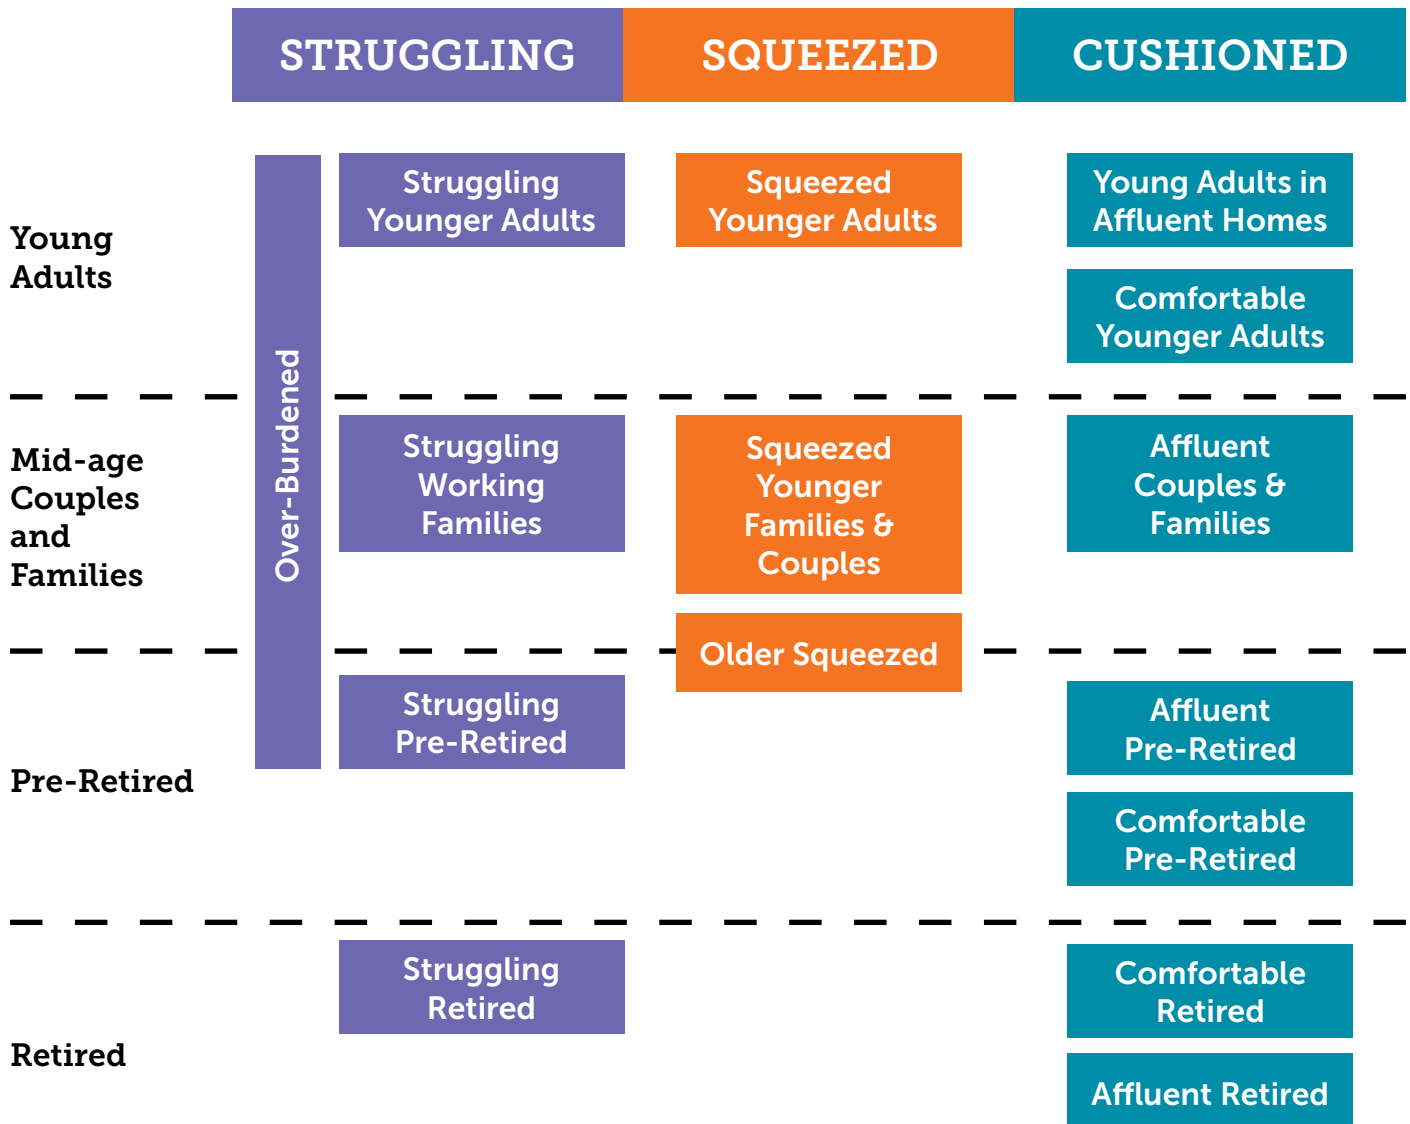 STRUGGLING
SQUEEZED
CUSHIONED
Young
Adults
Over-Burdened
Struggling
Younger Adults
Squeezed
Younger Adults
Young Adults in
Affluent Homes
Comfortable
Younger Adults
Mid-age
Couples
and
Families
Struggling
Working
Families
Squeezed
Younger
Families &
Couples
Affluent
Couples &
Families
Older Squeezed
Pre-Retired
Struggling
Pre-Retired
Affluent
Pre-Retired
Comfortable
Pre-Retired
Retired
Struggling
Retired
Comfortable
Retired
Affluent Retired